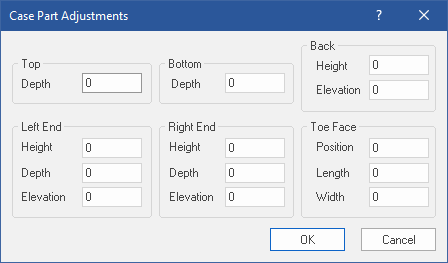 Case Part Adjustments ?
Top
Depth 0
Bottom
Depth 0
Back
Height 0
Elevation 0
Left End
Height 0
Depth 0
Elevation 0
Right End
Height 0
Depth 0
Elevation 0
Toe Face
Position 0
Length 0
Width 0
OK Cancel